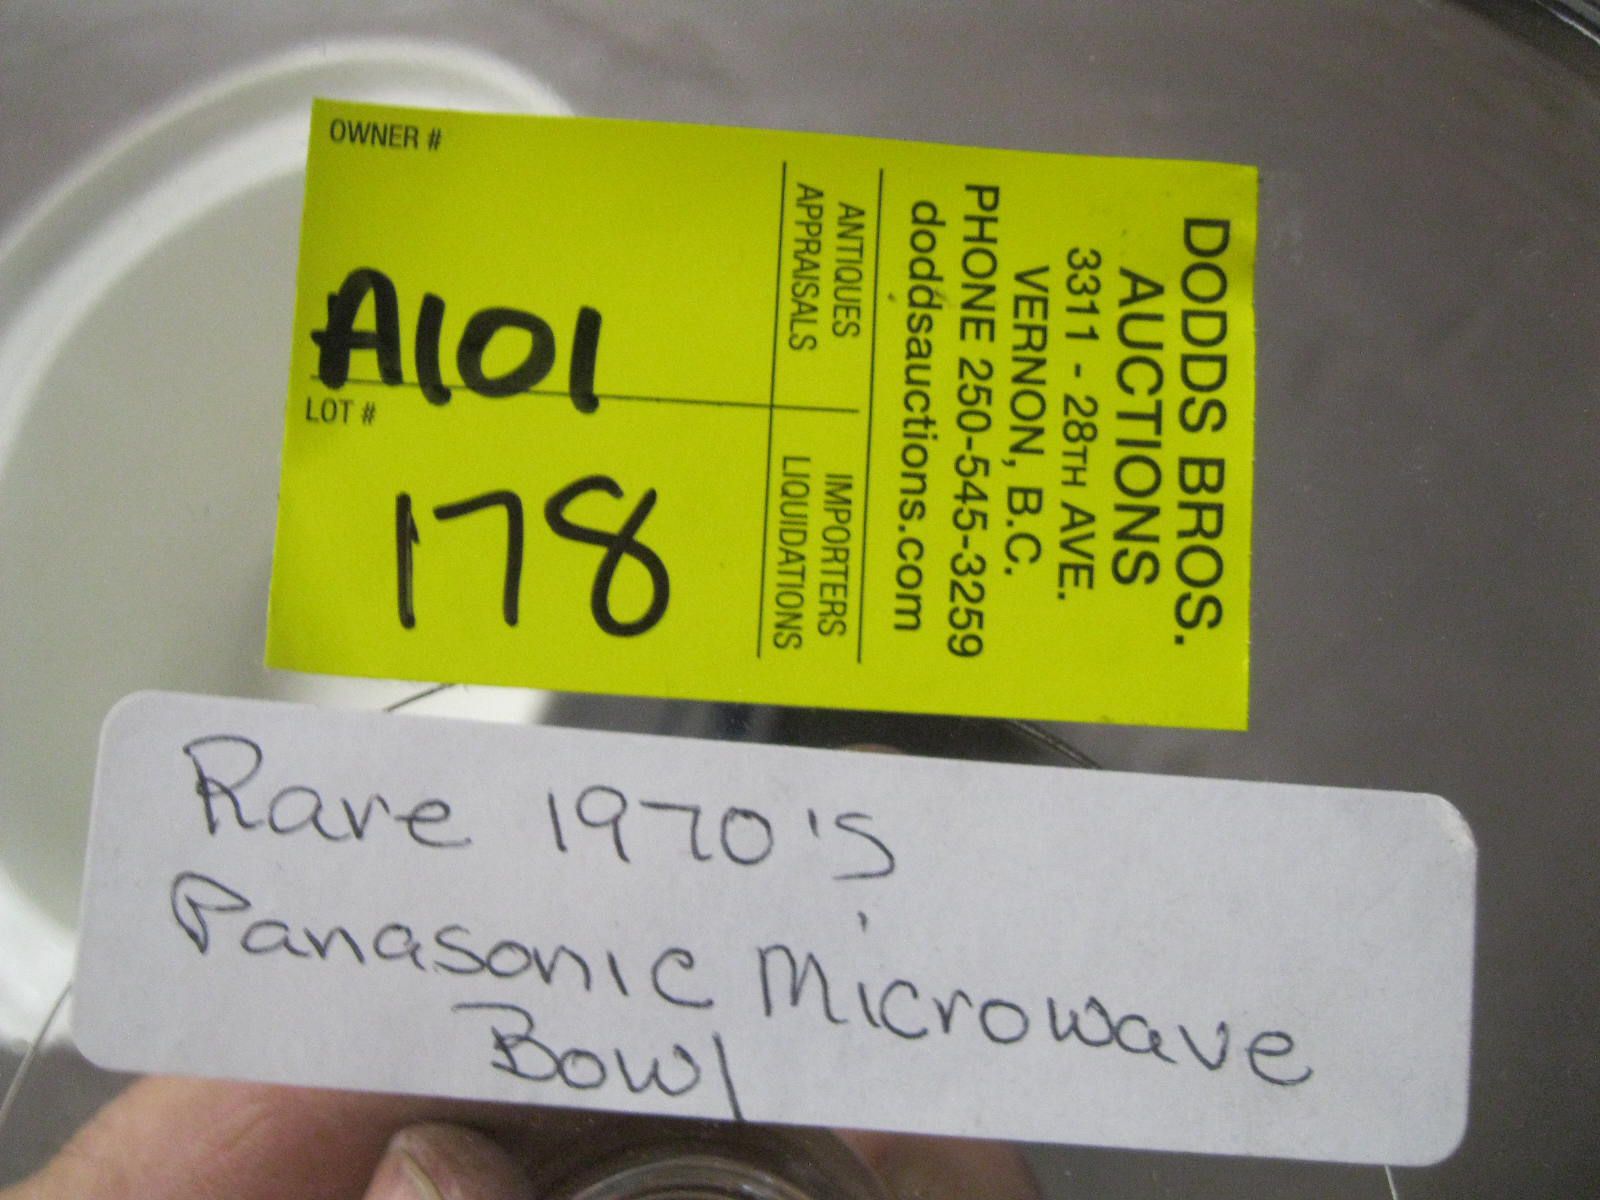 OWNER #
A101
LOT #
178
DODDS BROS.
AUCTIONS
3311 - 28TH AVE.
VERNON, B.C.
PHONE 250-545-3259
doddsauctions.com
ANTIQUES
APPRAISALS
IMPORTERS
LIQUIDATIONS
Rare 1970's
Panasonic Microwave
Bowl